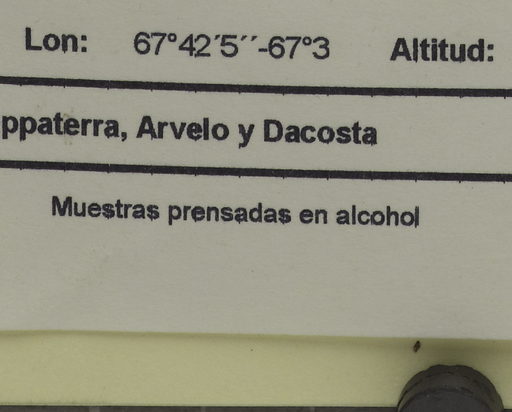 Lon: 67°42′5′′-67°3 Altitud:
ppaterra, Arvelo y Dacosta
Muestras prensadas en alcohol